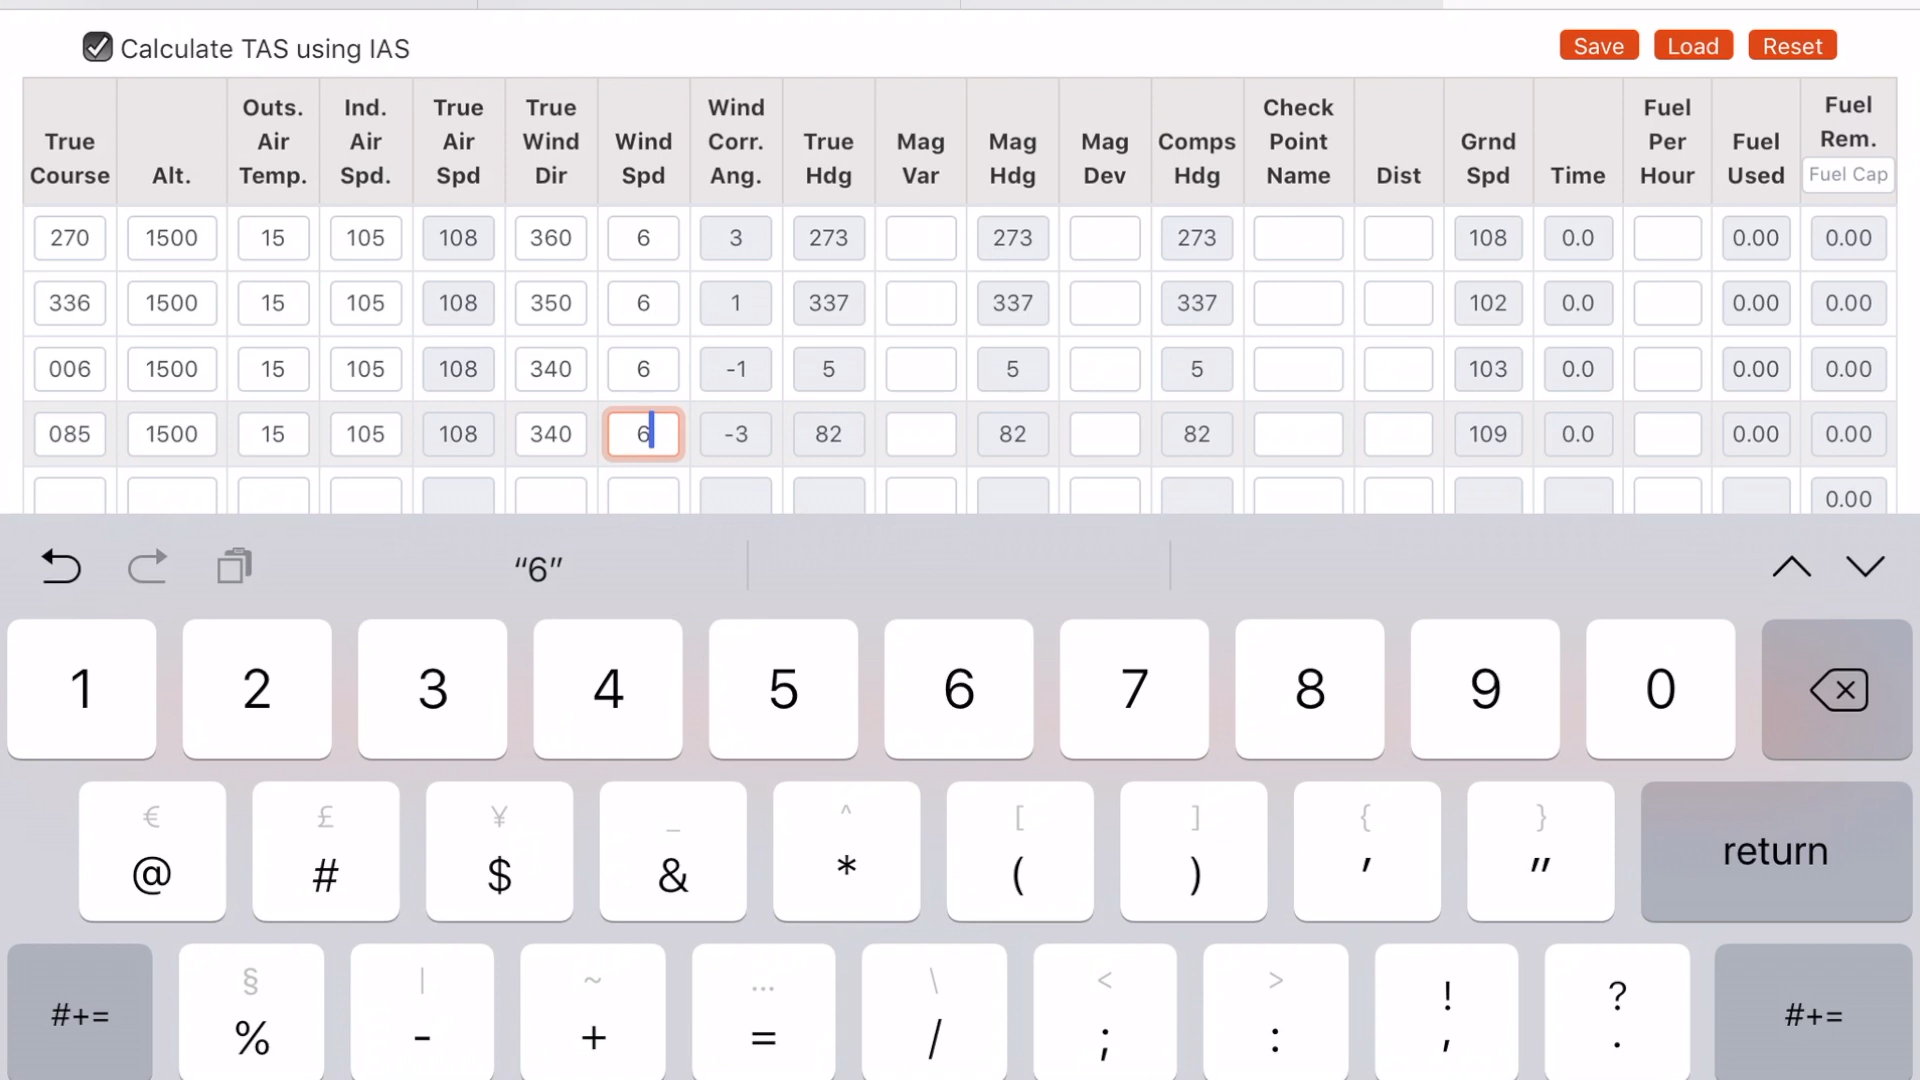 Calculate TAS using IAS Save Load Reset
True Course Alt. Outs. Air Temp. Ind. Air Spd. True Air Spd True Wind Dir Wind Spd Wind Corr. Ang. True Hdg Mag Var Mag Hdg Mag Dev Comps Hdg Check Point Name Dist Grnd Spd Time Fuel Per Hour Fuel Used Fuel Rem. Fuel Cap
270 1500 15 105 108 360 6 3 273 273 273 108 0.0 0.00 0.00
336 1500 15 105 108 350 6 1 337 337 337 102 0.0 0.00 0.00
006 1500 15 105 108 340 6 -1 5 5 5 103 0.0 0.00 0.00
085 1500 15 105 108 340 6 -3 82 82 82 109 0.0 0.00 0.00
0.00
“6”
1 2 3 4 5 6 7 8 9 0
€ £ ¥ _ ^ [ ] { }
@ # $ & * ( ) ' " return
§ | ~ ... \ < > ! ?
#+= % - + = / ; : , . #+=